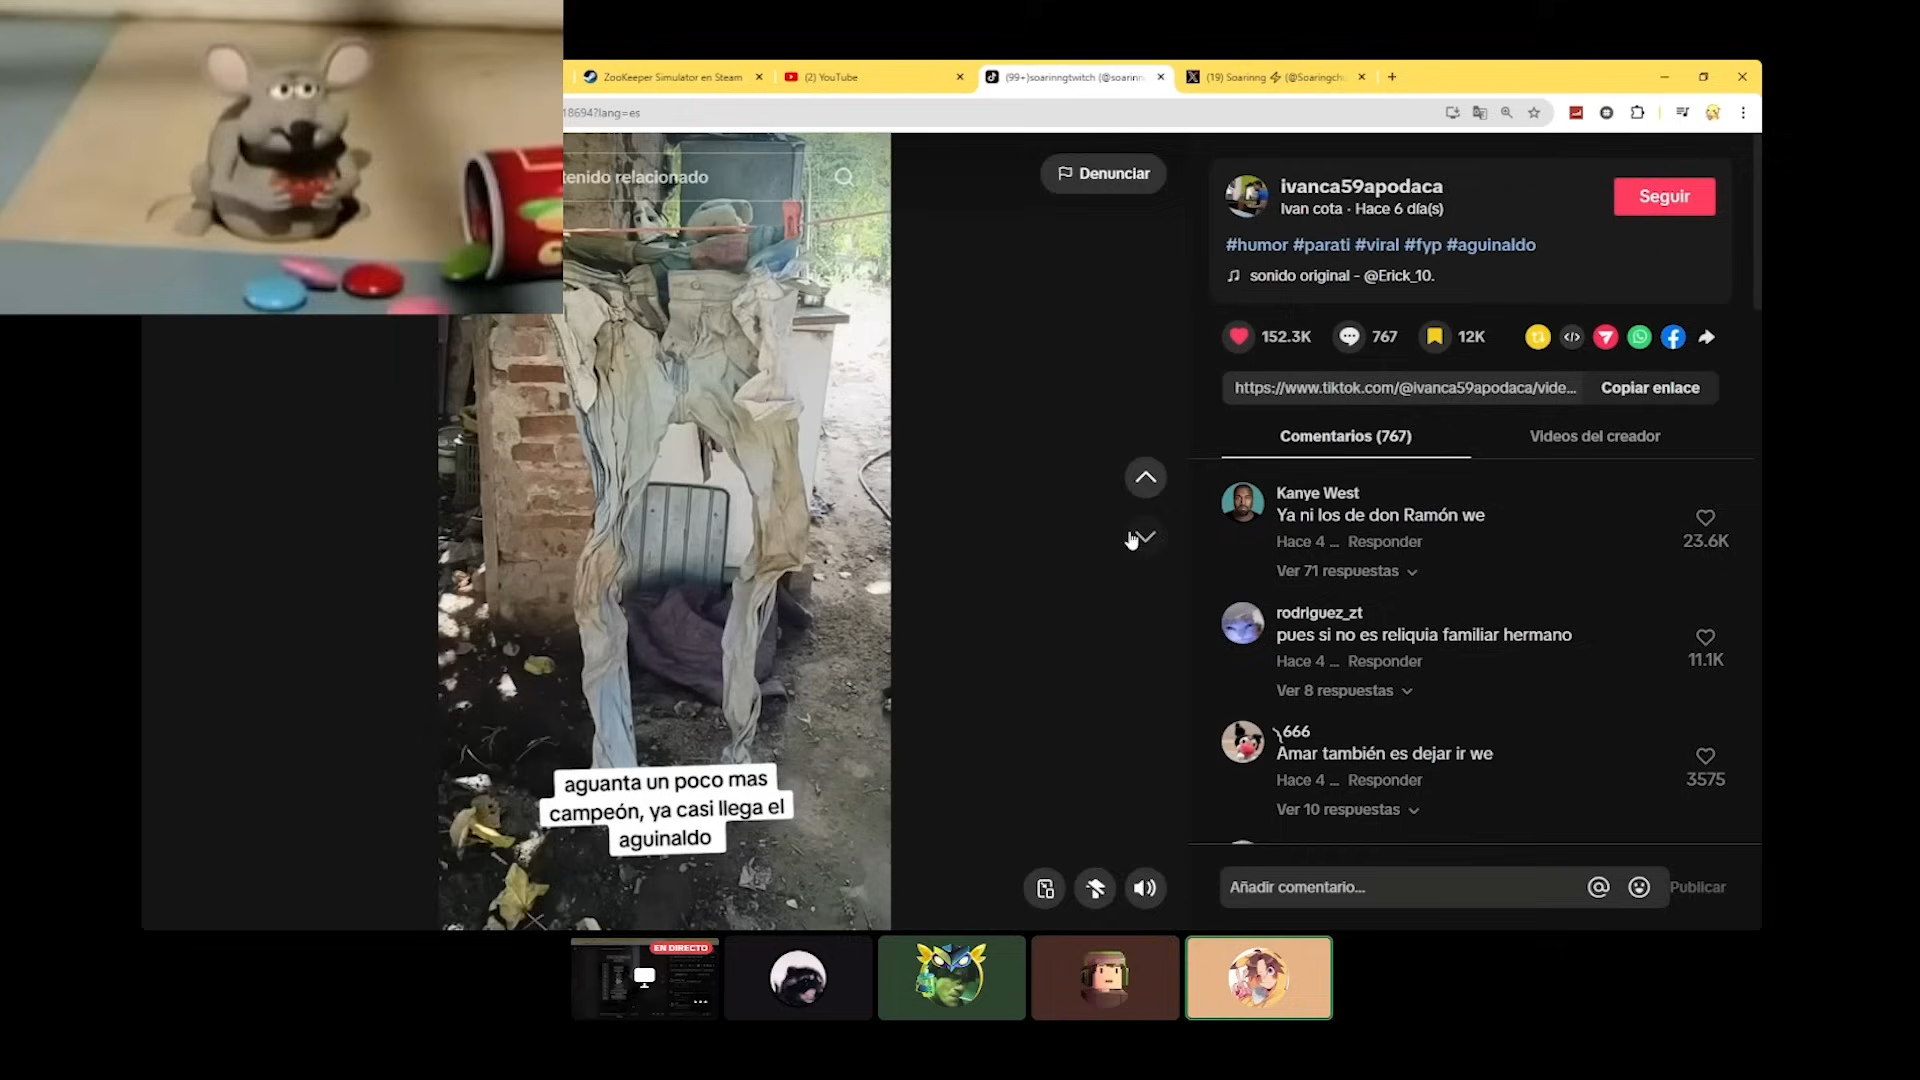 ZooKeeper Simulator en Steam
(2) YouTube
(99+)soarinngtwitch (@soarinn
(19) Soarinng ⚡ (@Soaringch
18694?lang=es
tenido relacionado
Denunciar
ivanca59apodaca
Ivan cota · Hace 6 día(s)
Seguir
#humor #parati #viral #fyp #aguinaldo
sonido original - @Erick_10.
152.3K
767
12K
https://www.tiktok.com/@ivanca59apodaca/vide...
Copiar enlace
Comentarios (767)
Videos del creador
Kanye West
Ya ni los de don Ramón we
Hace 4 ... Responder
23.6K
Ver 71 respuestas
rodriguez_zt
pues si no es reliquia familiar hermano
Hace 4 ... Responder
11.1K
Ver 8 respuestas
666
Amar también es dejar ir we
Hace 4 ... Responder
3575
Ver 10 respuestas
aguanta un poco mas
campeón, ya casi llega el
aguinaldo
Añadir comentario...
Publicar
EN DIRECTO